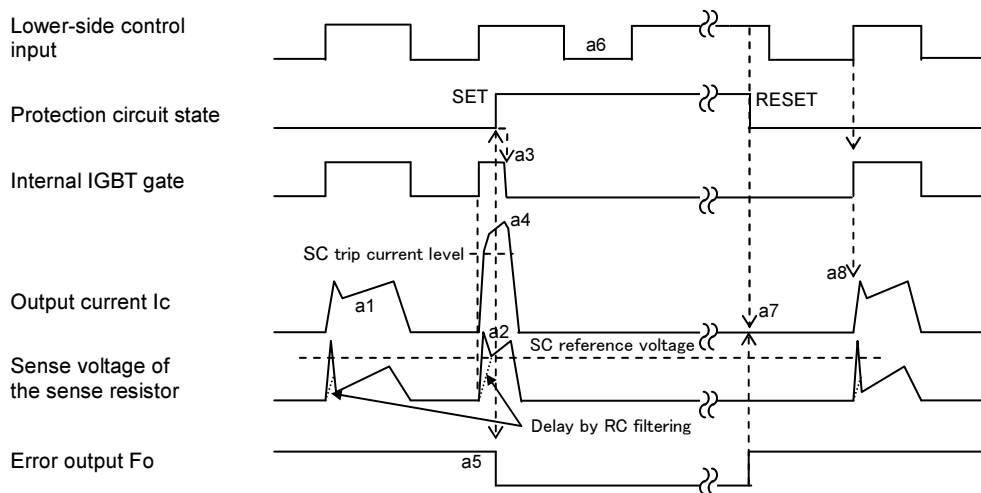 Lower-side control
input
a6
SET
RESET
Protection circuit state
a3
Internal IGBT gate
a4
SC trip current level
a8
Output current Ic
a1
a7
a2
SC reference voltage
Sense voltage of
the sense resistor
Delay by RC filtering
Error output Fo
a5